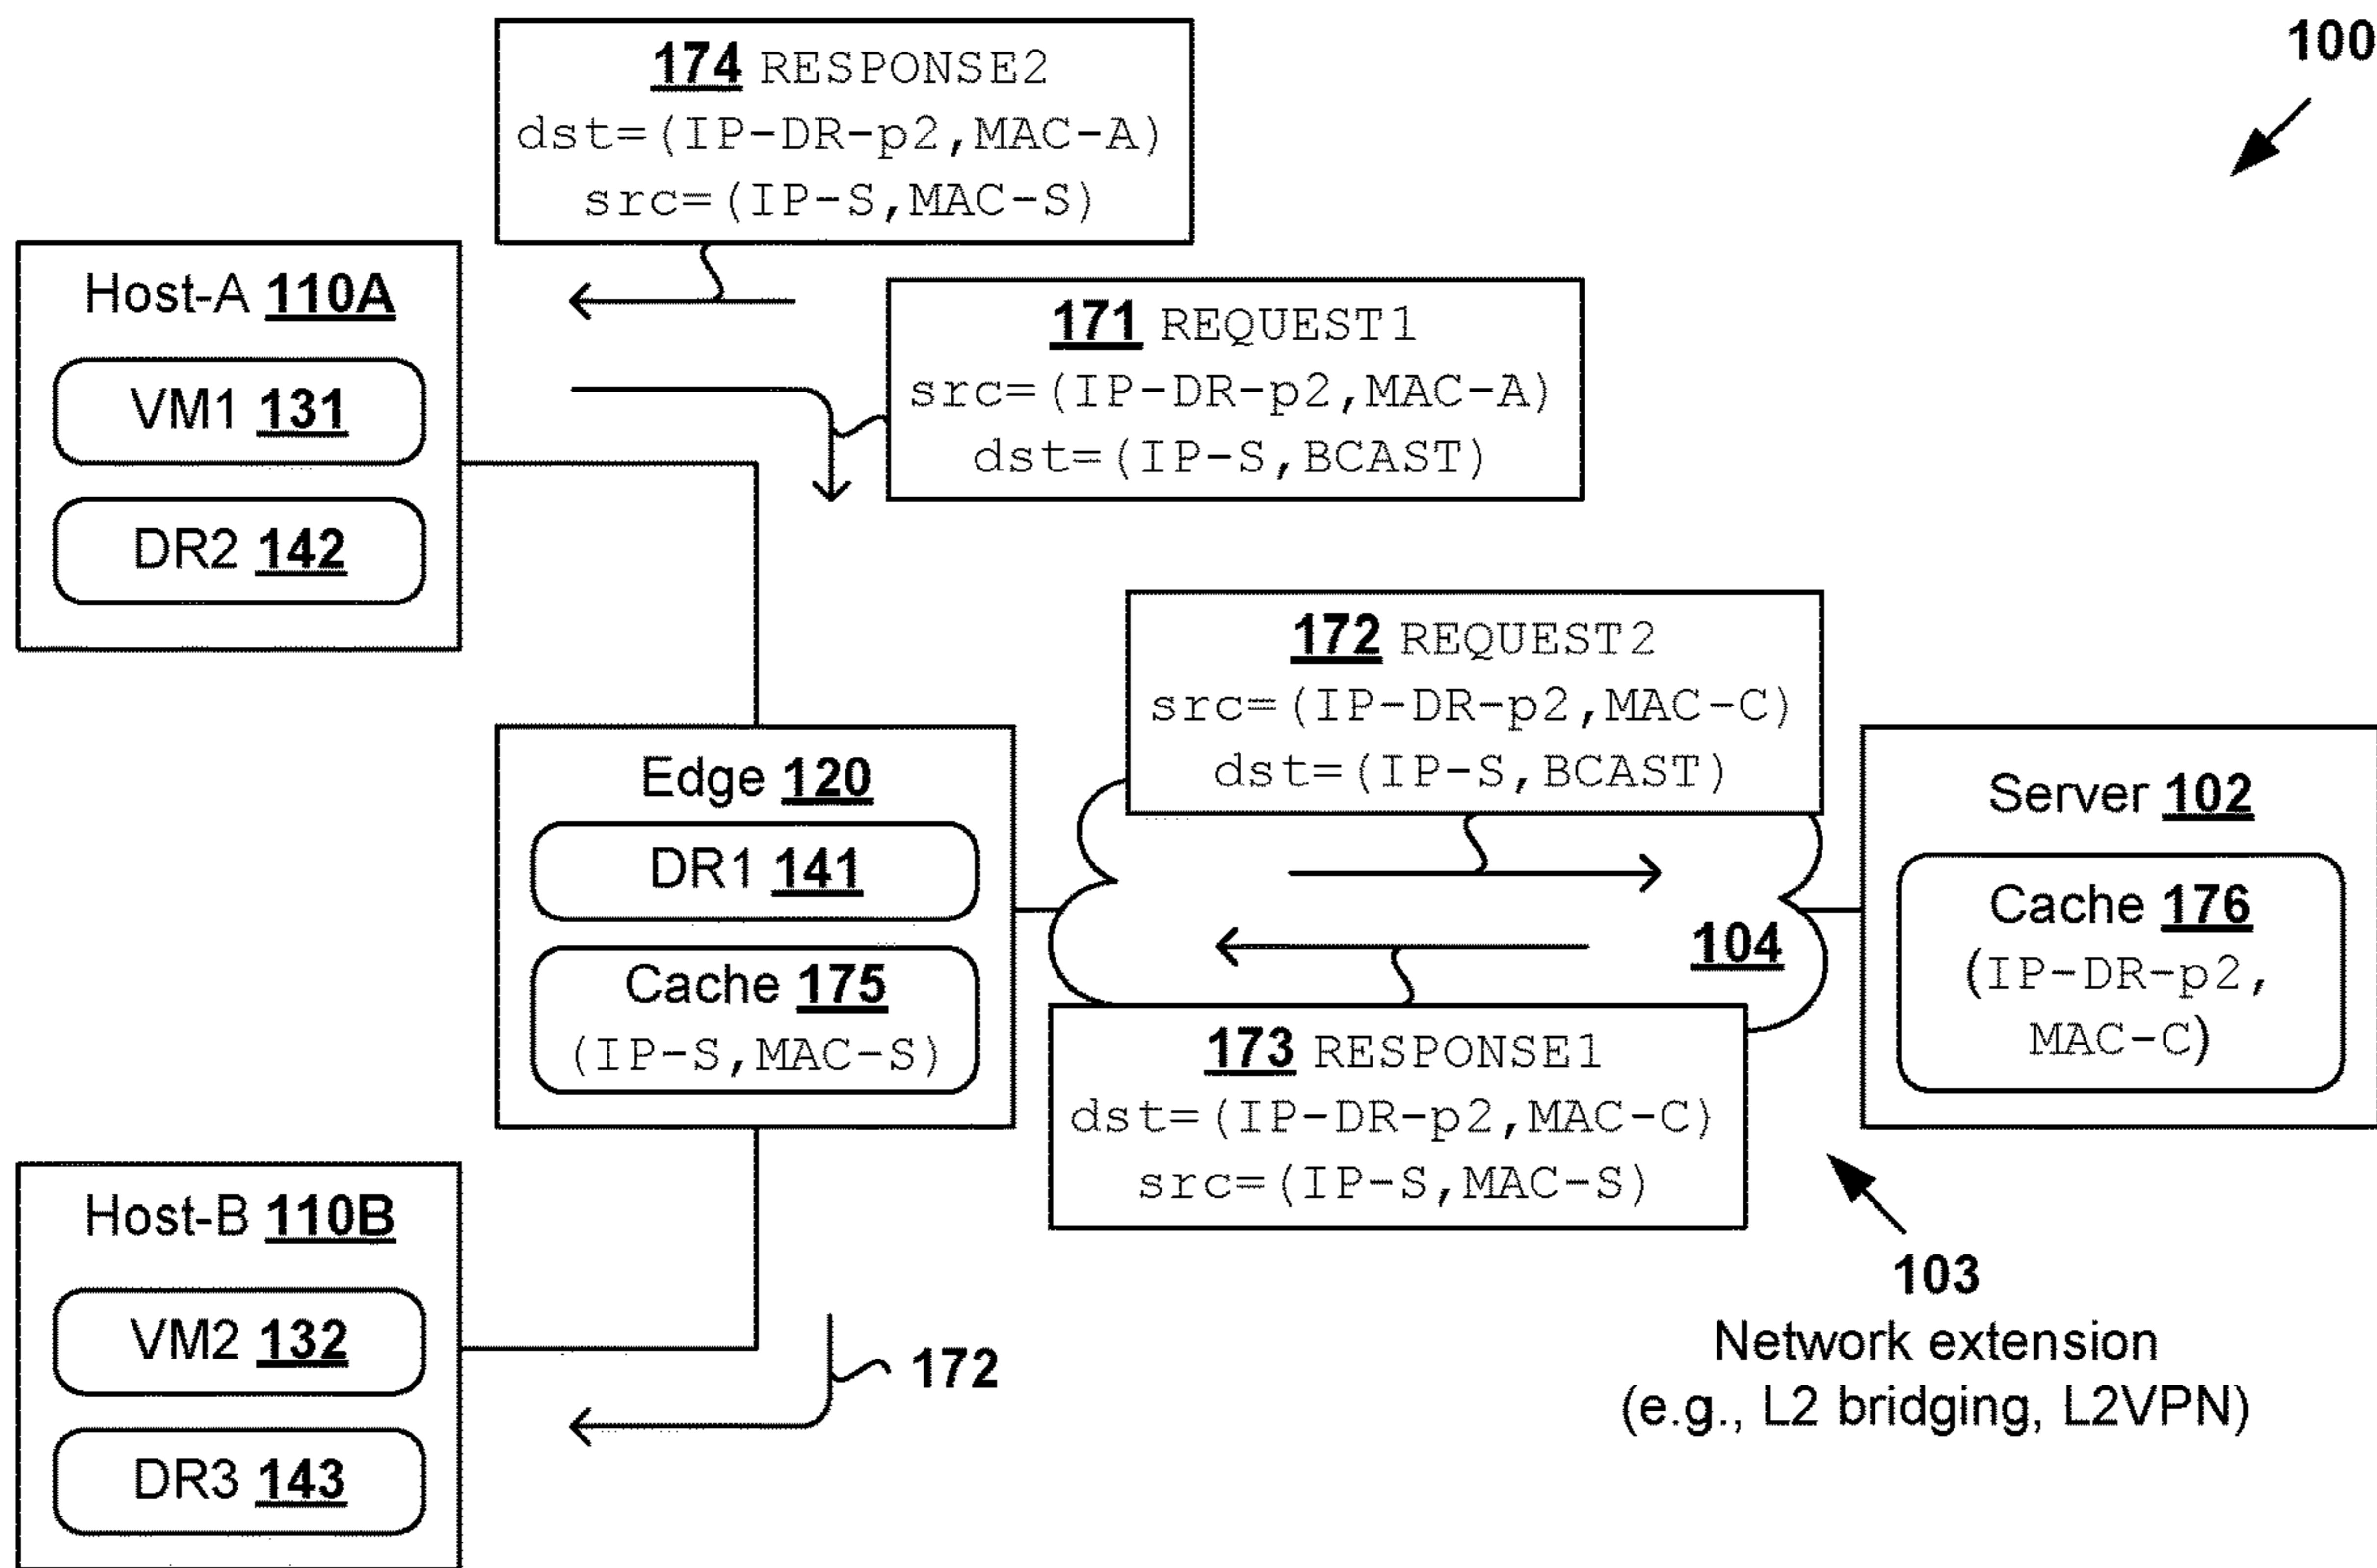 100
174 RESPONSE2
dst=(IP-DR-p2,MAC-A)
src=(IP-S,MAC-S)
Host-A 110A
VM1 131
DR2 142
171 REQUEST1
src=(IP-DR-p2,MAC-A)
dst=(IP-S,BCAST)
172 REQUEST2
src=(IP-DR-p2,MAC-C)
dst=(IP-S,BCAST)
Edge 120
DR1 141
Cache 175
(IP-S,MAC-S)
104
Server 102
Cache 176
(IP-DR-p2,
MAC-C)
173 RESPONSE1
dst=(IP-DR-p2,MAC-C)
src=(IP-S,MAC-S)
Host-B 110B
VM2 132
DR3 143
172
103
Network extension
(e.g., L2 bridging, L2VPN)